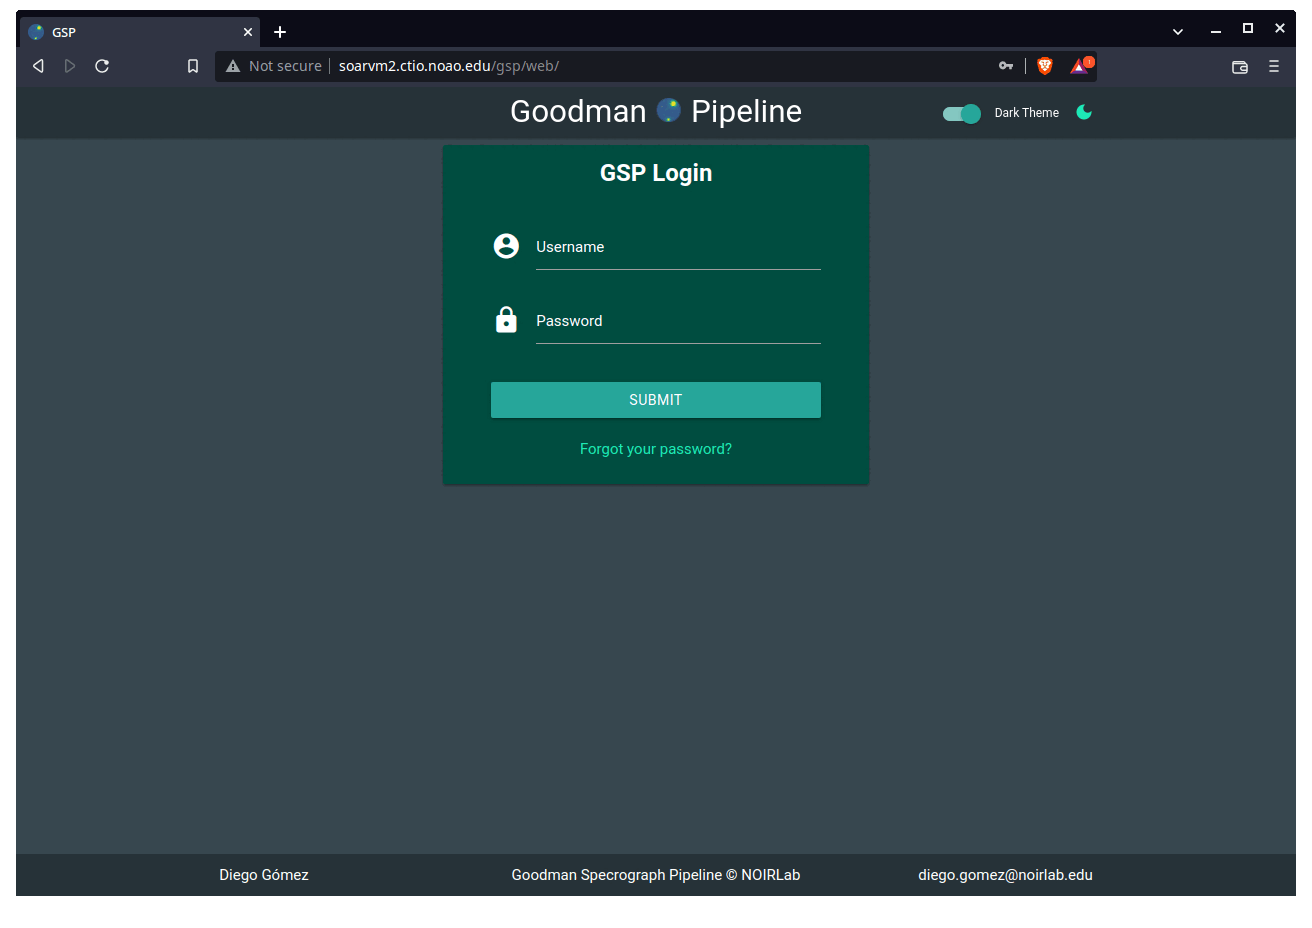 GSP
Not secure soarvm2.ctio.noao.edu/gsp/web/
Goodman Pipeline
Dark Theme
GSP Login
Username
Password
SUBMIT
Forgot your password?
Diego Gómez
Goodman Specrograph Pipeline © NOIRLab
diego.gomez@noirlab.edu